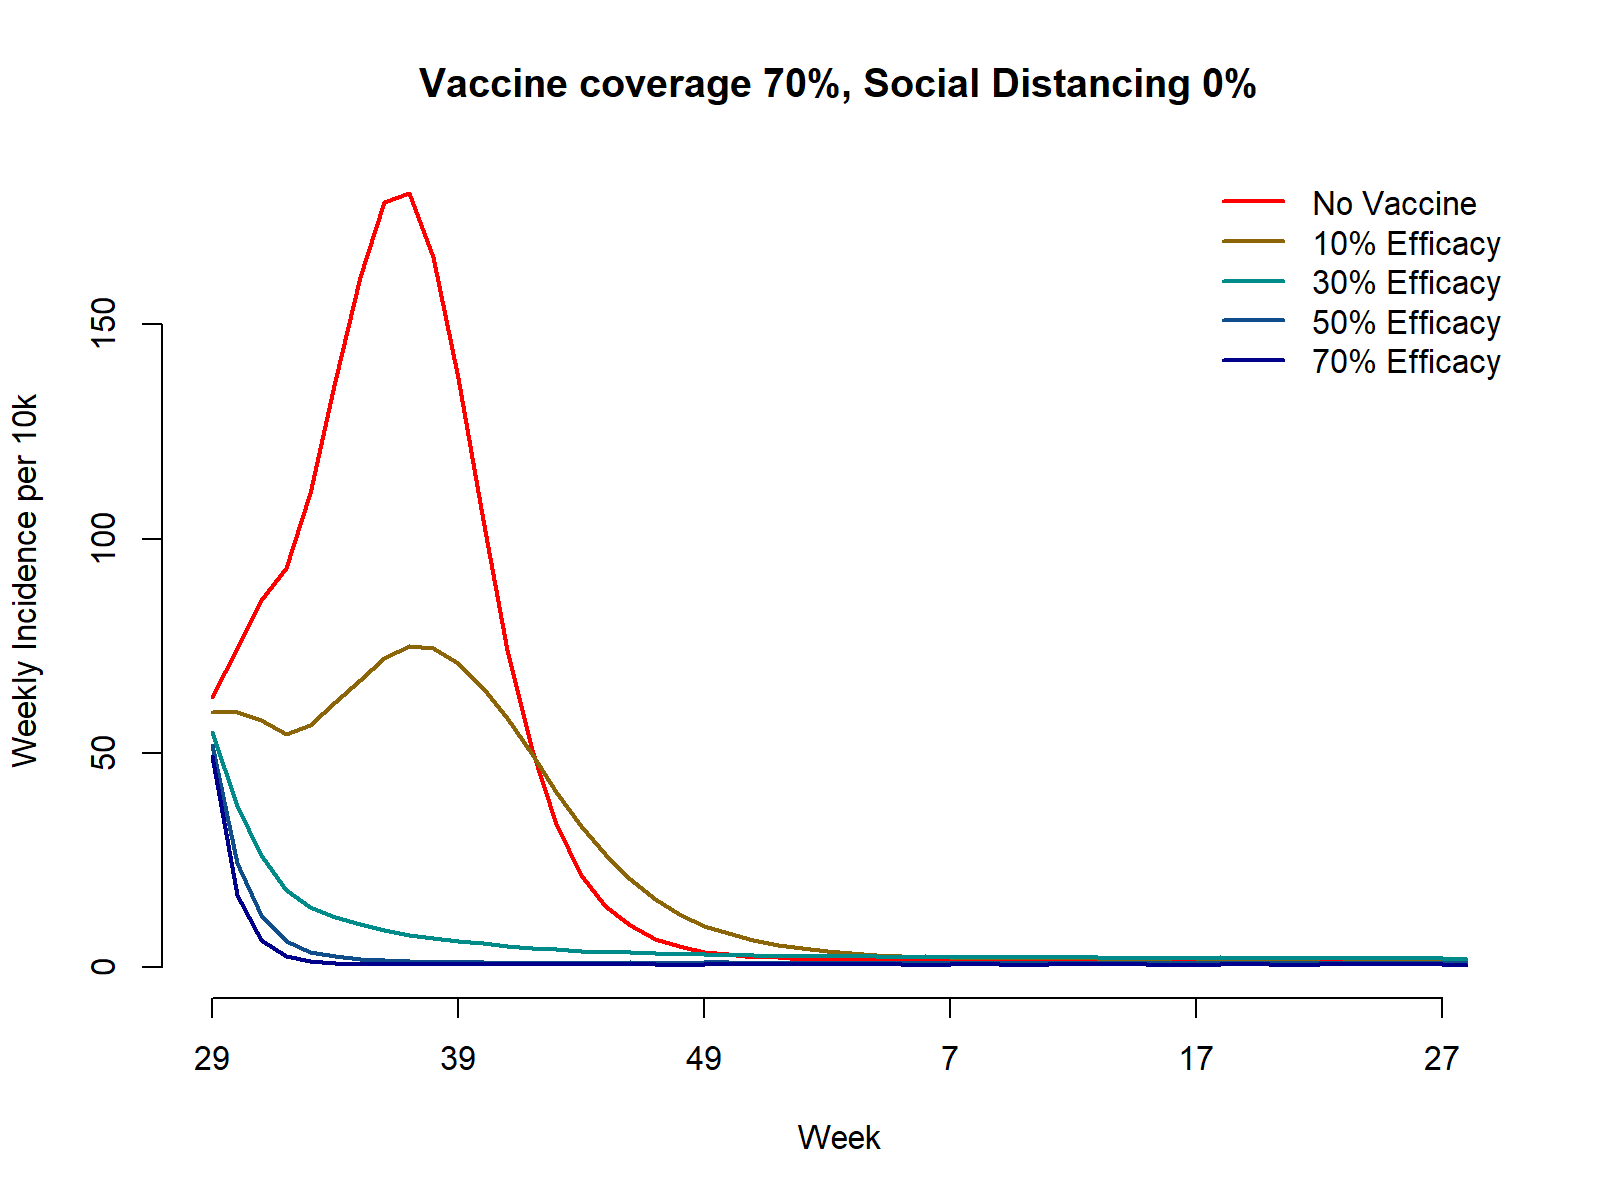 Vaccine coverage 70%, Social Distancing 0%
No Vaccine
10% Efficacy
30% Efficacy
50% Efficacy
70% Efficacy
Weekly Incidence per 10k
150
100
50
0
29 39 49 7 17 27
Week